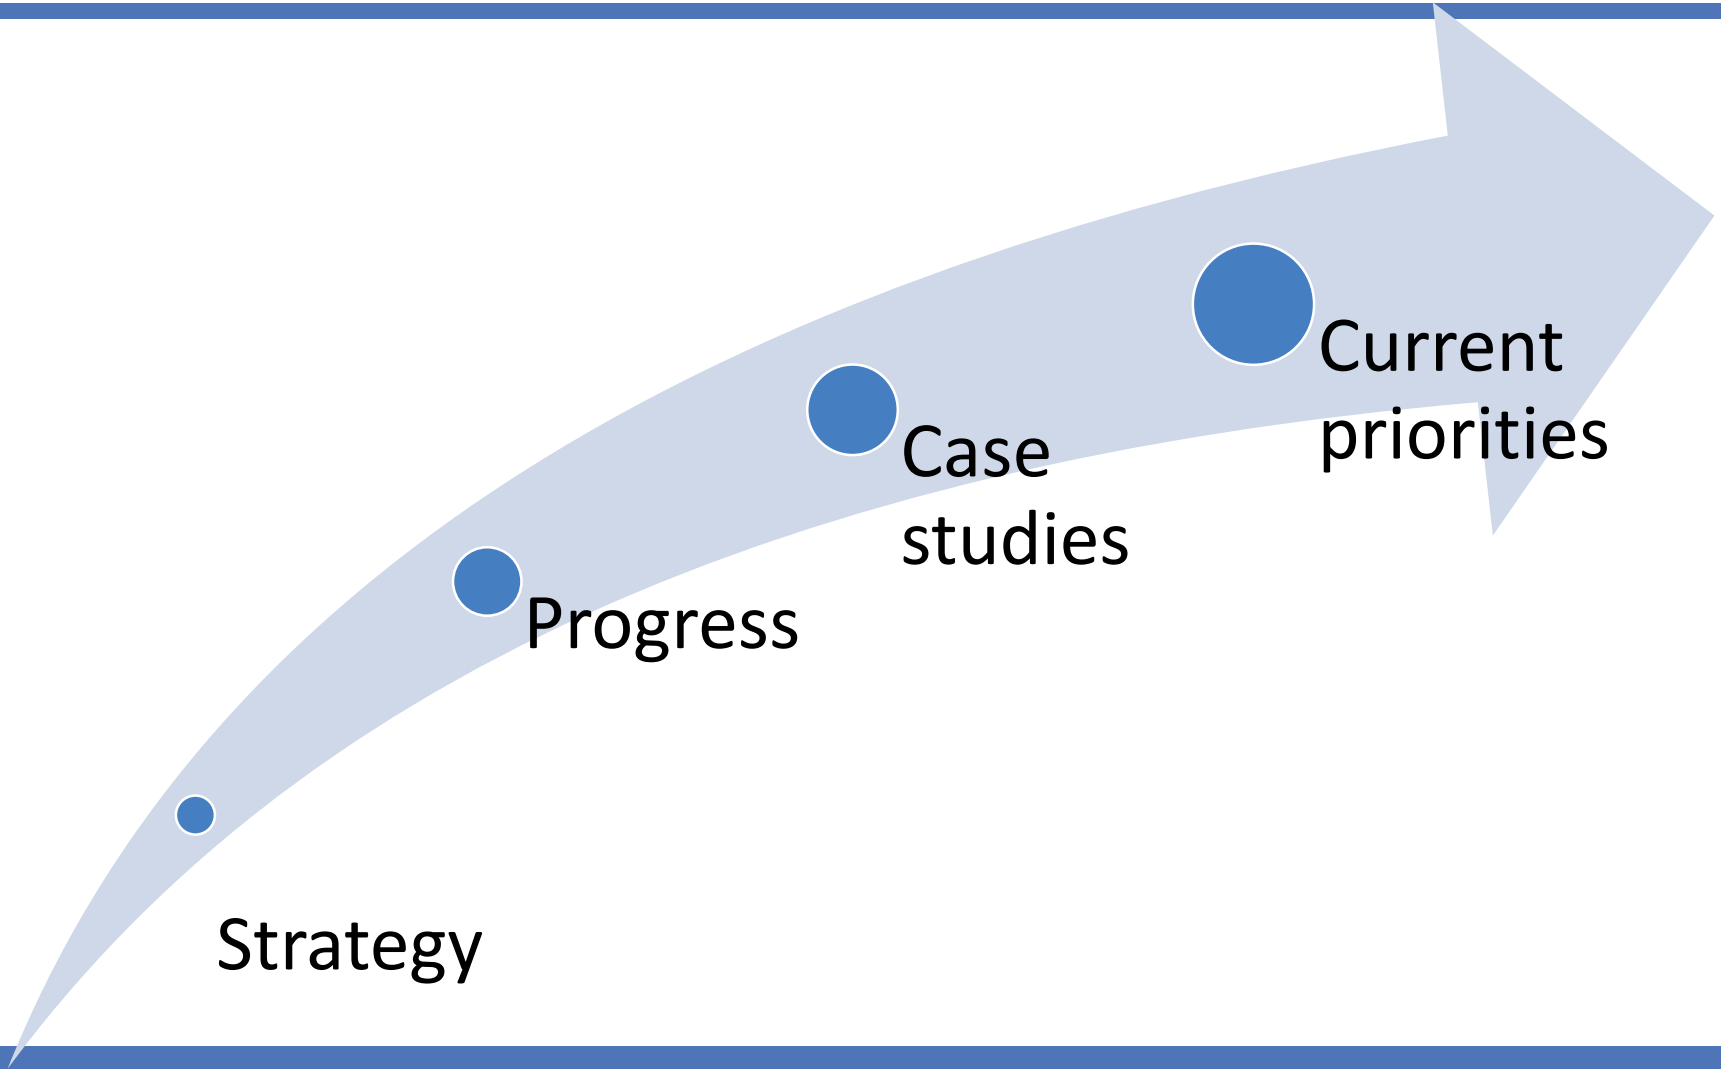 Strategy
Progress
Case
studies
Current
priorities